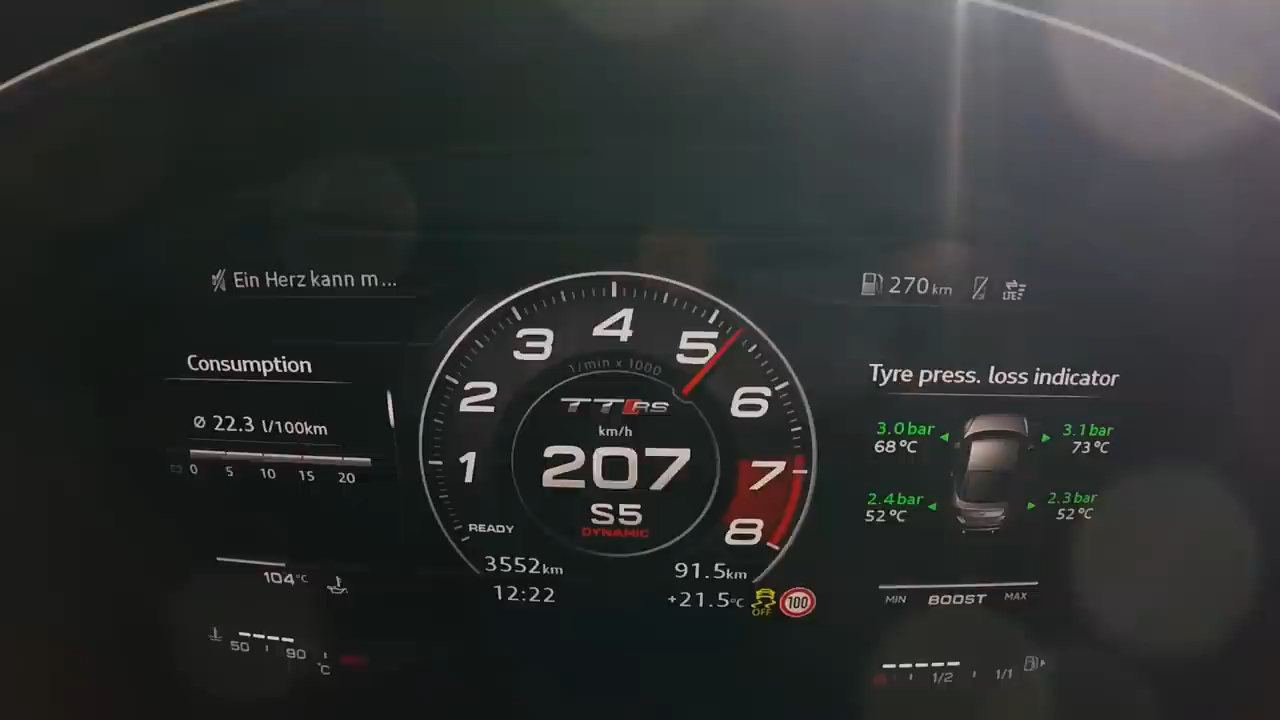 Ein Herz kann m...
270 km
LTE
Consumption
Ø 22.3 l/100km
0 5 10 15 20
104°C
50 90 °C
1 2 3 4 5 6 7 8
1/min x 1000
TT RS
km/h
207
S5
DYNAMIC
READY
3552km
91.5km
12:22
+21.5°C
OFF
100
Tyre press. loss indicator
3.0 bar
68°C
3.1 bar
73°C
2.4 bar
52°C
2.3 bar
52°C
MIN BOOST MAX
1/2 1/1